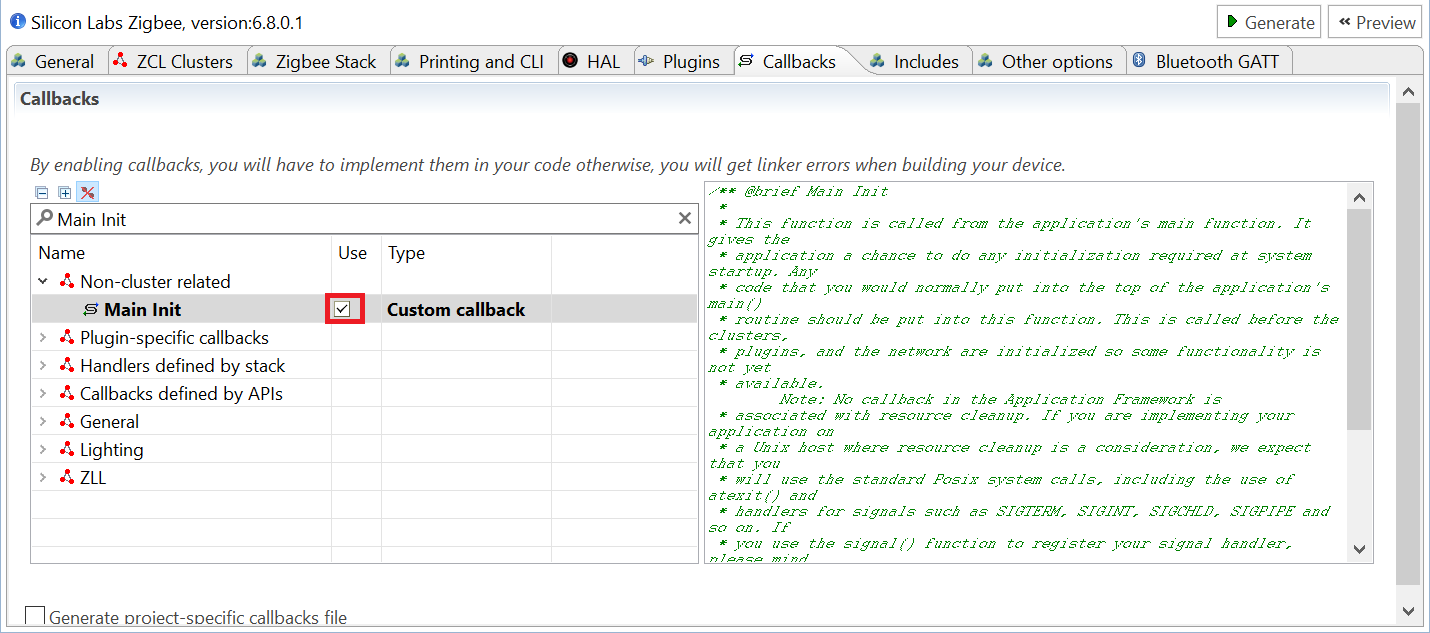 Silicon Labs Zigbee, version:6.8.0.1
Generate
Preview
General
ZCL Clusters
Zigbee Stack
Printing and CLI
HAL
Plugins
Callbacks
Includes
Other options
Bluetooth GATT
Callbacks
By enabling callbacks, you will have to implement them in your code otherwise, you will get linker errors when building your device.
Main Init
Name
Use
Type
Non-cluster related
Main Init
Custom callback
Plugin-specific callbacks
Handlers defined by stack
Callbacks defined by APIs
General
Lighting
ZLL
/** @brief Main Init
*
* This function is called from the application's main function. It
gives the
* application a chance to do any initialization required at system
startup. Any
* code that you would normally put into the top of the application's
main()
* routine should be put into this function. This is called before the
clusters,
* plugins, and the network are initialized so some functionality is
not yet
* available.
Note: No callback in the Application Framework is
* associated with resource cleanup. If you are implementing your
application on
* a Unix host where resource cleanup is a consideration, we expect
that you
* will use the standard Posix system calls, including the use of
atexit() and
* handlers for signals such as SIGTERM, SIGINT, SIGCHLD, SIGPIPE and
so on. If
* you use the signal() function to register your signal handler,
please mind
Generate project-specific callbacks file